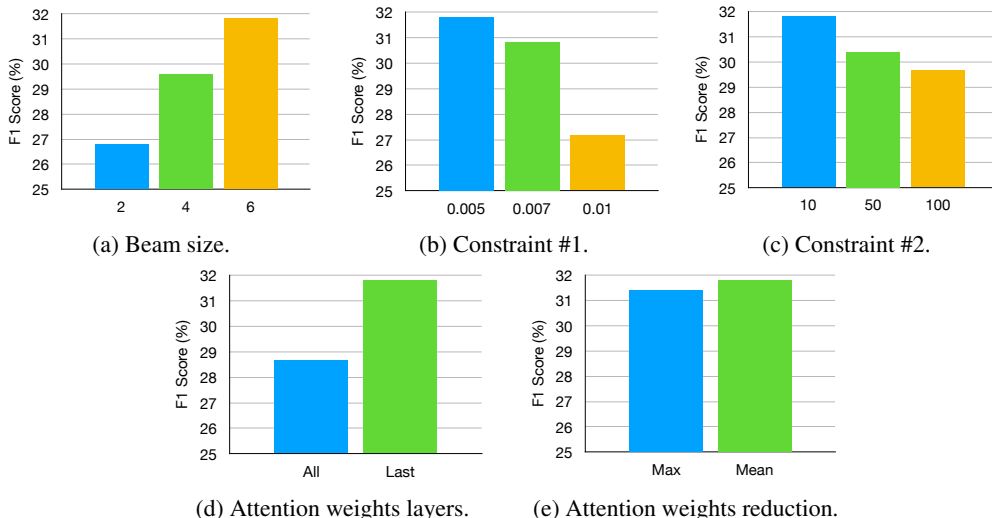 32
31
30
29
28
27
26
25
F1 Score (%)
2 4 6
(a) Beam size.
32
31
30
29
28
27
26
25
F1 Score (%)
0.005 0.007 0.01
(b) Constraint #1.
32
31
30
29
28
27
26
25
F1 Score (%)
10 50 100
(c) Constraint #2.
32
31
30
29
28
27
26
25
F1 Score (%)
All Last
(d) Attention weights layers.
32
31
30
29
28
27
26
25
F1 Score (%)
Max Mean
(e) Attention weights reduction.